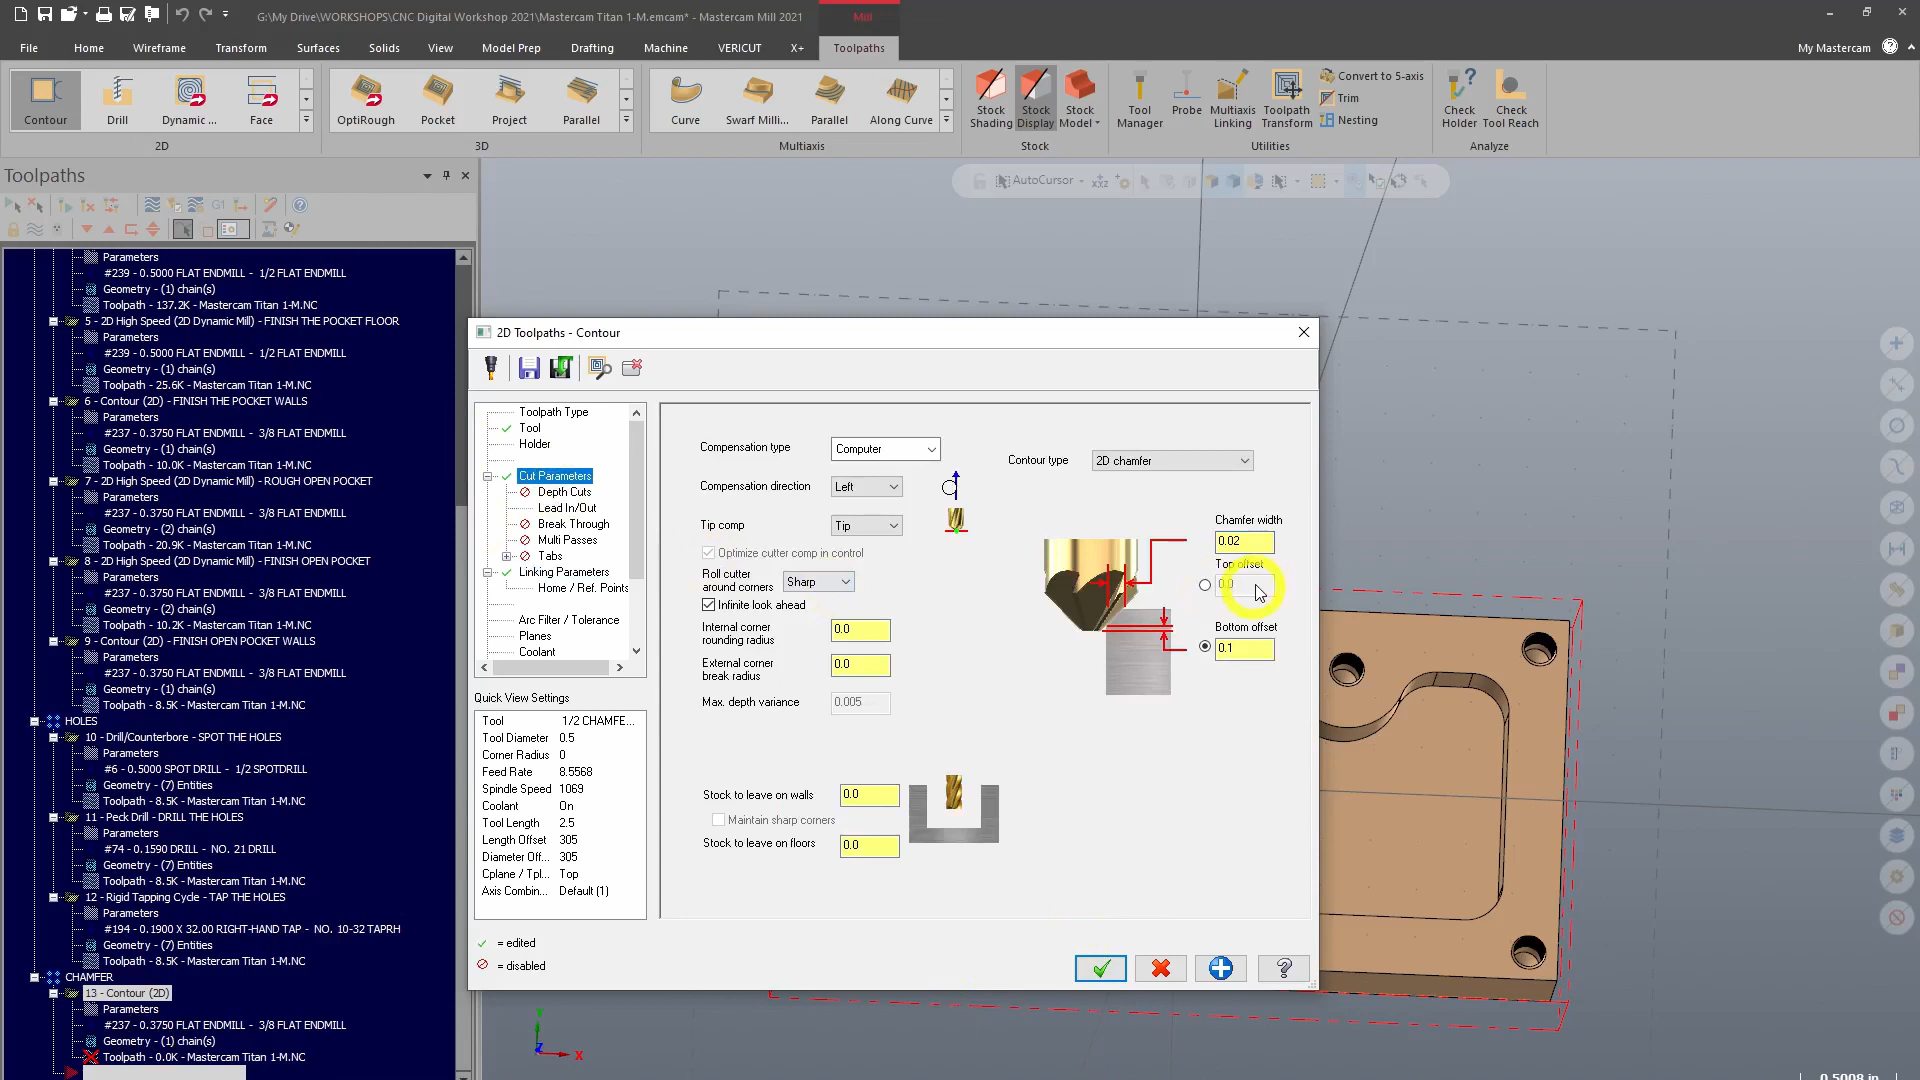 G:\My Drive\WORKSHOPS\CNC Digital Workshop 2021\Mastercam Titan 1-M.emcam* - Mastercam Mill 2021
Mill
File Home Wireframe Transform Surfaces Solids View Model Prep Drafting Machine VERICUT X+ Toolpaths My Mastercam
Contour Drill Dynamic ... Face OptiRough Pocket Project Parallel Curve Swarf Milli... Parallel Along Curve
Stock Shading Stock Display Stock Model Tool Manager Probe Multiaxis Linking Toolpath Transform
Convert to 5-axis
Trim
Nesting
Check Holder Check Tool Reach
2D 3D Multiaxis Stock Utilities Analyze
Toolpaths
AutoCursor
G1
Parameters
#239 - 0.5000 FLAT ENDMILL - 1/2 FLAT ENDMILL
Geometry - (1) chain(s)
Toolpath - 137.2K - Mastercam Titan 1-M.NC
5 - 2D High Speed (2D Dynamic Mill) - FINISH THE POCKET FLOOR
Parameters
#239 - 0.5000 FLAT ENDMILL - 1/2 FLAT ENDMILL
Geometry - (1) chain(s)
Toolpath - 25.6K - Mastercam Titan 1-M.NC
6 - Contour (2D) - FINISH THE POCKET WALLS
Parameters
#237 - 0.3750 FLAT ENDMILL - 3/8 FLAT ENDMILL
Geometry - (1) chain(s)
Toolpath - 10.0K - Mastercam Titan 1-M.NC
7 - 2D High Speed (2D Dynamic Mill) - ROUGH OPEN POCKET
Parameters
#237 - 0.3750 FLAT ENDMILL - 3/8 FLAT ENDMILL
Geometry - (2) chain(s)
Toolpath - 20.9K - Mastercam Titan 1-M.NC
8 - 2D High Speed (2D Dynamic Mill) - FINISH OPEN POCKET
Parameters
#237 - 0.3750 FLAT ENDMILL - 3/8 FLAT ENDMILL
Geometry - (2) chain(s)
Toolpath - 10.2K - Mastercam Titan 1-M.NC
9 - Contour (2D) - FINISH OPEN POCKET WALLS
Parameters
#237 - 0.3750 FLAT ENDMILL - 3/8 FLAT ENDMILL
Geometry - (1) chain(s)
Toolpath - 8.5K - Mastercam Titan 1-M.NC
HOLES
10 - Drill/Counterbore - SPOT THE HOLES
Parameters
#6 - 0.5000 SPOT DRILL - 1/2 SPOTDRILL
Geometry - (7) Entities
Toolpath - 8.5K - Mastercam Titan 1-M.NC
11 - Peck Drill - DRILL THE HOLES
Parameters
#74 - 0.1590 DRILL - NO. 21 DRILL
Geometry - (7) Entities
Toolpath - 8.5K - Mastercam Titan 1-M.NC
12 - Rigid Tapping Cycle - TAP THE HOLES
Parameters
#194 - 0.1900 X 32.00 RIGHT-HAND TAP - NO. 10-32 TAPRH
Geometry - (7) Entities
Toolpath - 8.5K - Mastercam Titan 1-M.NC
CHAMFER
13 - Contour (2D)
Parameters
#237 - 0.3750 FLAT ENDMILL - 3/8 FLAT ENDMILL
Geometry - (1) chain(s)
Toolpath - 0.0K - Mastercam Titan 1-M.NC
2D Toolpaths - Contour
Toolpath Type
Tool
Holder
Cut Parameters
Depth Cuts
Lead In/Out
Break Through
Multi Passes
Tabs
Linking Parameters
Home / Ref. Points
Arc Filter / Tolerance
Planes
Coolant
Quick View Settings
Tool 1/2 CHAMFE...
Tool Diameter 0.5
Corner Radius 0
Feed Rate 8.5568
Spindle Speed 1069
Coolant On
Tool Length 2.5
Length Offset 305
Diameter Off... 305
Cplane / Tpl... Top
Axis Combin... Default (1)
= edited
= disabled
Compensation type Computer
Compensation direction Left
Tip comp Tip
Optimize cutter comp in control
Roll cutter around corners Sharp
Infinite look ahead
Internal corner rounding radius 0.0
External corner break radius 0.0
Max. depth variance 0.005
Stock to leave on walls 0.0
Maintain sharp corners
Stock to leave on floors 0.0
Contour type 2D chamfer
Chamfer width
0.02
Top offset
0.0
Bottom offset
0.1
Y
Z
X
0.5008 in